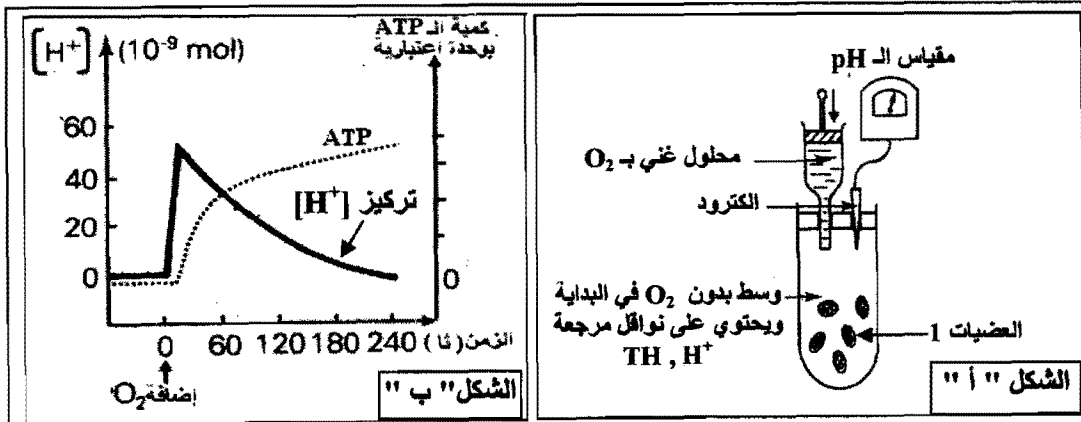 مقياس الـ pH
محلول غني بـ O₂
الكترود
وسط بدون O₂ في البداية
ويحتوي على نواقل مرجعة
TH , H⁺
العضيات 1
الشكل " أ "
[H⁺] (10⁻⁹ mol)
كمية الـ ATP
بوحدة اعتبارية
60
40
20
0
ATP
تركيز [H⁺]
0
0 60 120 180 240 الزمن (ثا)
إضافة O₂
الشكل " ب "